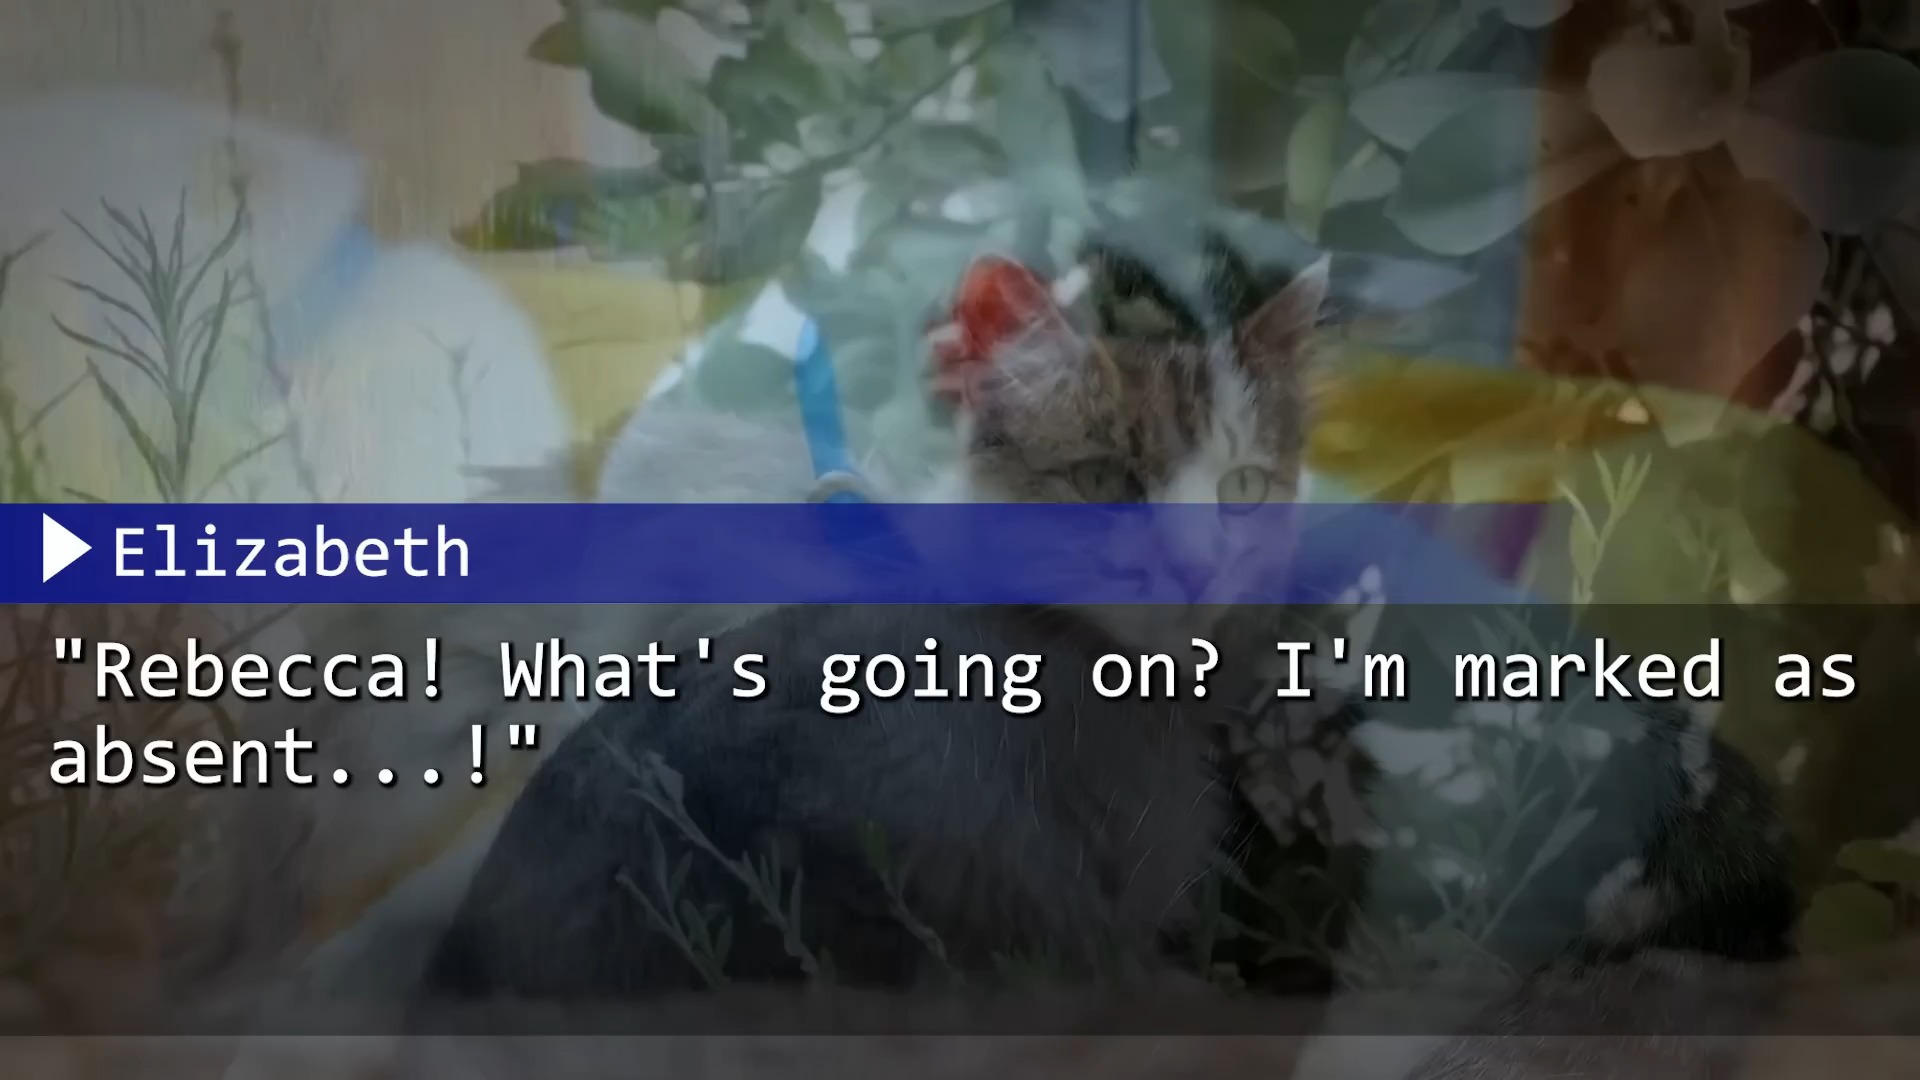 Elizabeth
"Rebecca! What's going on? I'm marked as
absent...!"